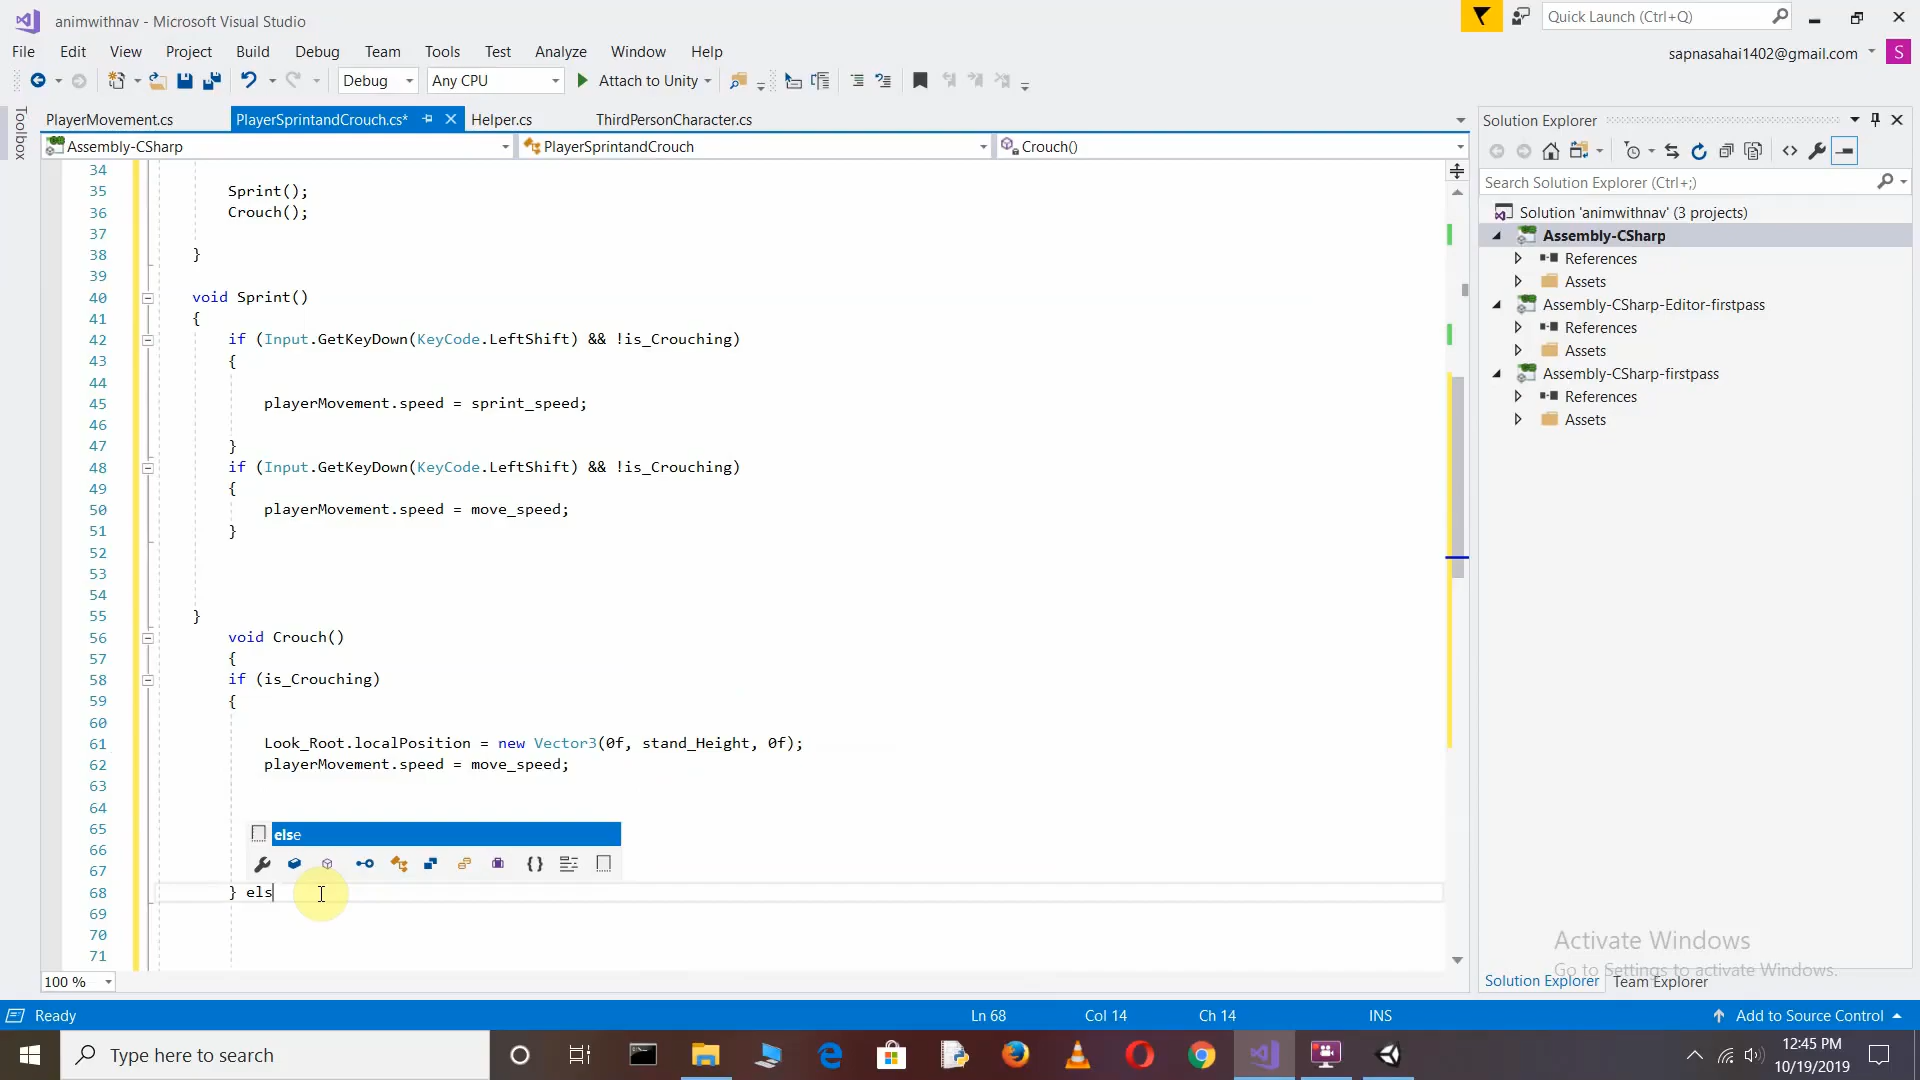 animwithnav - Microsoft Visual Studio
Quick Launch (Ctrl+Q)
File Edit View Project Build Debug Team Tools Test Analyze Window Help
sapnasahai1402@gmail.com S
Debug Any CPU Attach to Unity
Toolbox
PlayerMovement.cs PlayerSprintandCrouch.cs* Helper.cs ThirdPersonCharacter.cs
Assembly-CSharp PlayerSprintandCrouch Crouch()
34
35 Sprint();
36 Crouch();
37
38 }
39
40 void Sprint()
41 {
42 if (Input.GetKeyDown(KeyCode.LeftShift) && !is_Crouching)
43 {
44
45 playerMovement.speed = sprint_speed;
46
47 }
48 if (Input.GetKeyDown(KeyCode.LeftShift) && !is_Crouching)
49 {
50 playerMovement.speed = move_speed;
51 }
52
53
54
55 }
56 void Crouch()
57 {
58 if (is_Crouching)
59 {
60
61 Look_Root.localPosition = new Vector3(0f, stand_Height, 0f);
62 playerMovement.speed = move_speed;
63
64
65 else
66
67
68 } els
69
70
71
100 %
Solution Explorer
Search Solution Explorer (Ctrl+;)
Solution 'animwithnav' (3 projects)
Assembly-CSharp
References
Assets
Assembly-CSharp-Editor-firstpass
References
Assets
Assembly-CSharp-firstpass
References
Assets
Activate Windows
Go to Settings to activate Windows.
Solution Explorer Team Explorer
Ready Ln 68 Col 14 Ch 14 INS Add to Source Control
Type here to search
12:45 PM
10/19/2019